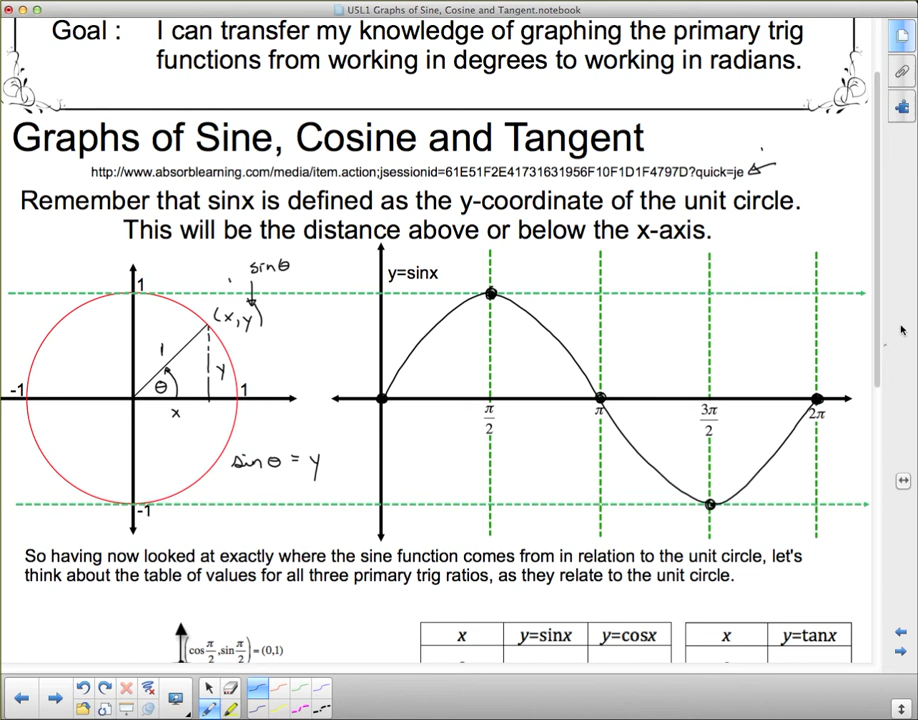 USL1 Graphs of Sine, Cosine and Tangent.notebook
Goal : I can transfer my knowledge of graphing the primary trig
functions from working in degrees to working in radians.
Graphs of Sine, Cosine and Tangent
http://www.absorblearning.com/media/item.action;jsessionid=61E51F2E41731631956F10F1D1F4797D?quick=je
Remember that sinx is defined as the y-coordinate of the unit circle.
This will be the distance above or below the x-axis.
sinθ
y=sinx
1
(x,y)
1
y
-1
θ
1
x
π/2
π
3π/2
2π
sinθ = y
-1
So having now looked at exactly where the sine function comes from in relation to the unit circle, let's
think about the table of values for all three primary trig ratios, as they relate to the unit circle.
(cos π/2, sin π/2) = (0,1)
x y=sinx y=cosx
x y=tanx